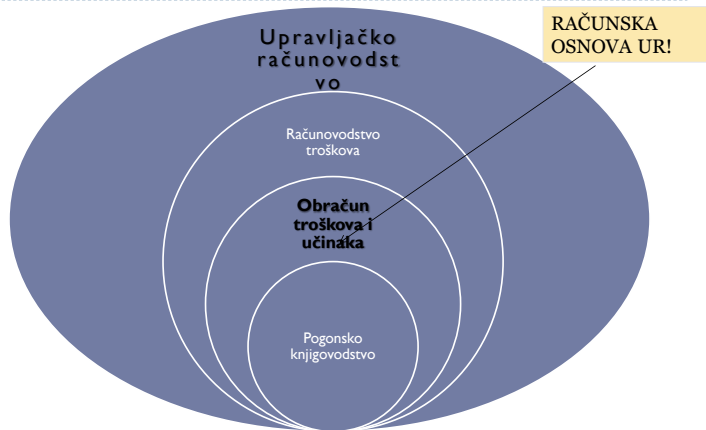 Upravljačko
računovodst
vo
RAČUNSKA
OSNOVA UR!
Računovodstvo
troškova
Obračun
troškova i
učinaka
Pogonsko
knjigovodstvo